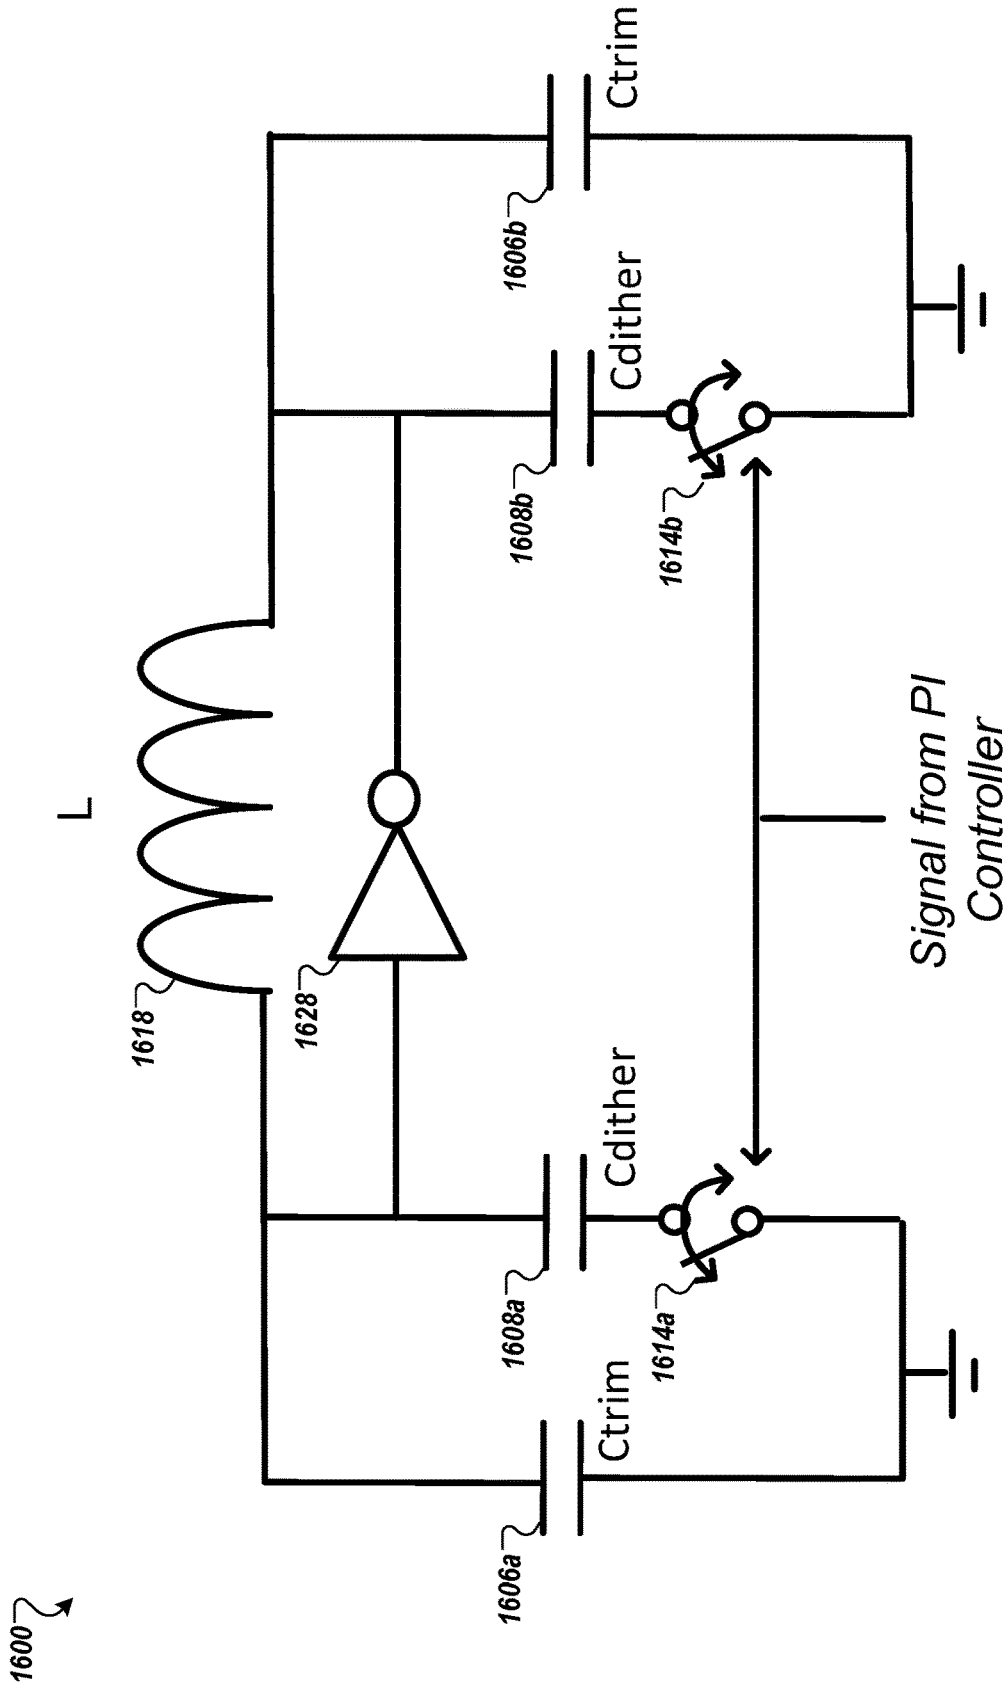 1600
L
1618
1628
1606a
Ctrim
1608a
Cdither
1614a
1608b
Cdither
1614b
1606b
Ctrim
Signal from PI
Controller